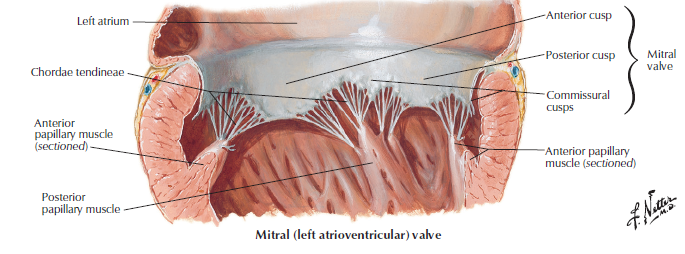 Left atrium
Chordae tendineae
Anterior
papillary muscle
(sectioned)
Posterior
papillary muscle
Anterior cusp
Posterior cusp
Commissural
cusps
Mitral
valve
Anterior papillary
muscle (sectioned)
Mitral (left atrioventricular) valve
F. Netter
M.D.